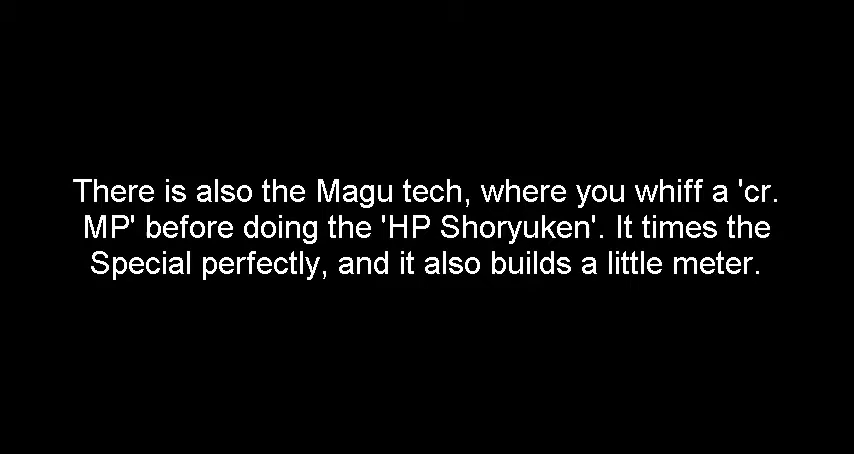 There is also the Magu tech, where you whiff a 'cr.
MP' before doing the 'HP Shoryuken'. It times the
Special perfectly, and it also builds a little meter.